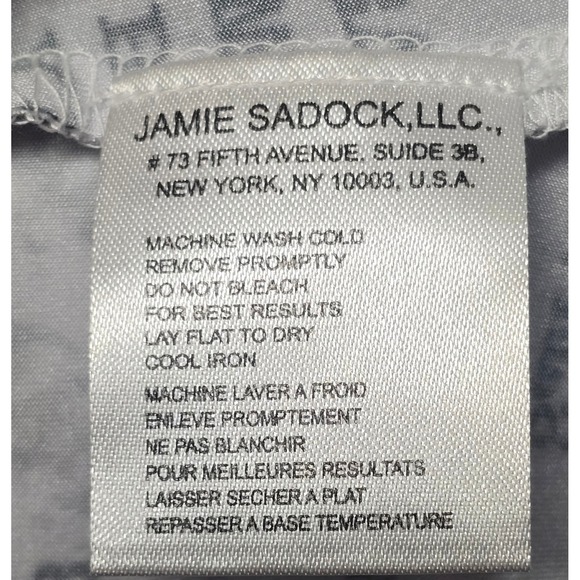 JAMIE SADOCK,LLC.,
# 73 FIFTH AVENUE. SUIDE 3B,
NEW YORK, NY 10003, U.S.A.
MACHINE WASH COLD
REMOVE PROMPTLY
DO NOT BLEACH
FOR BEST RESULTS
LAY FLAT TO DRY
COOL IRON
MACHINE LAVER A FROID
ENLEVE PROMPTEMENT
NE PAS BLANCHIR
POUR MEILLEURES RESULTATS
LAISSER SECHER A PLAT
REPASSER A BASE TEMPERATURE